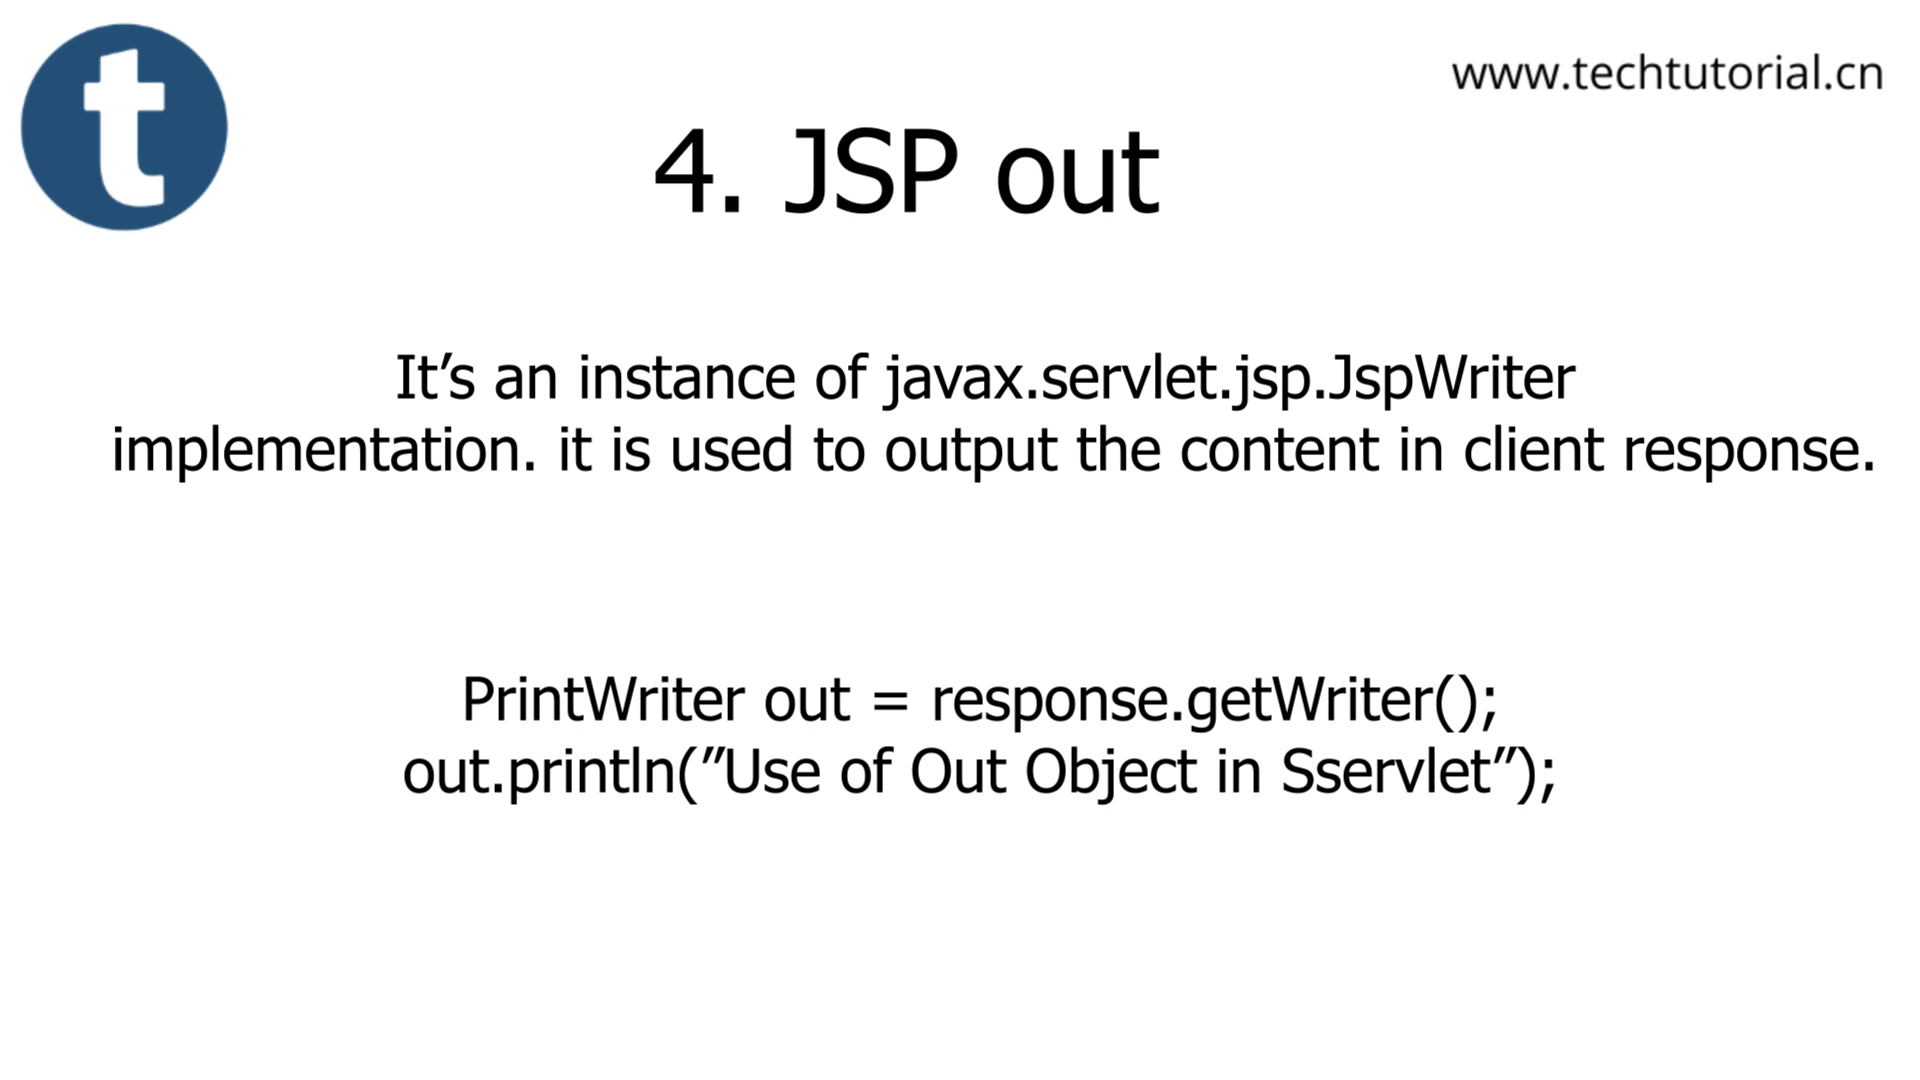 t
www.techtutorial.cn
4. JSP out
It’s an instance of javax.servlet.jsp.JspWriter
implementation. it is used to output the content in client response.
PrintWriter out = response.getWriter();
out.println(”Use of Out Object in Sservlet”);